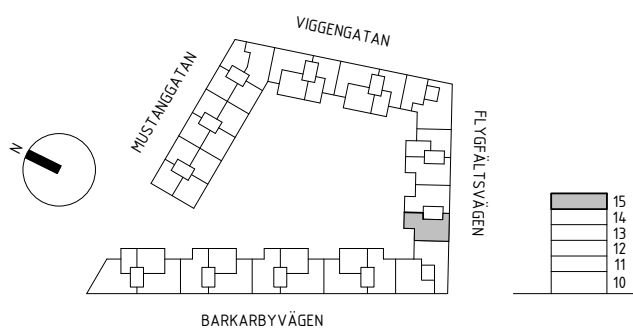 VIGGENGATAN
MUSTANGGATAN
FLYGFÄLTSVÄGEN
N
15
14
13
12
11
10
BARKARBYVÄGEN